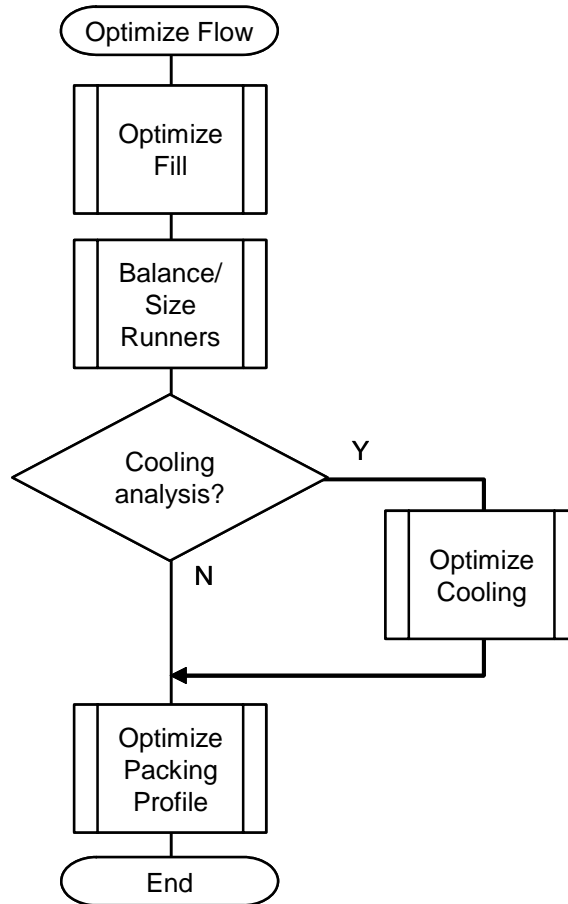 Optimize Flow
Optimize
Fill
Balance/
Size
Runners
Cooling
analysis?
Y
N
Optimize
Cooling
Optimize
Packing
Profile
End